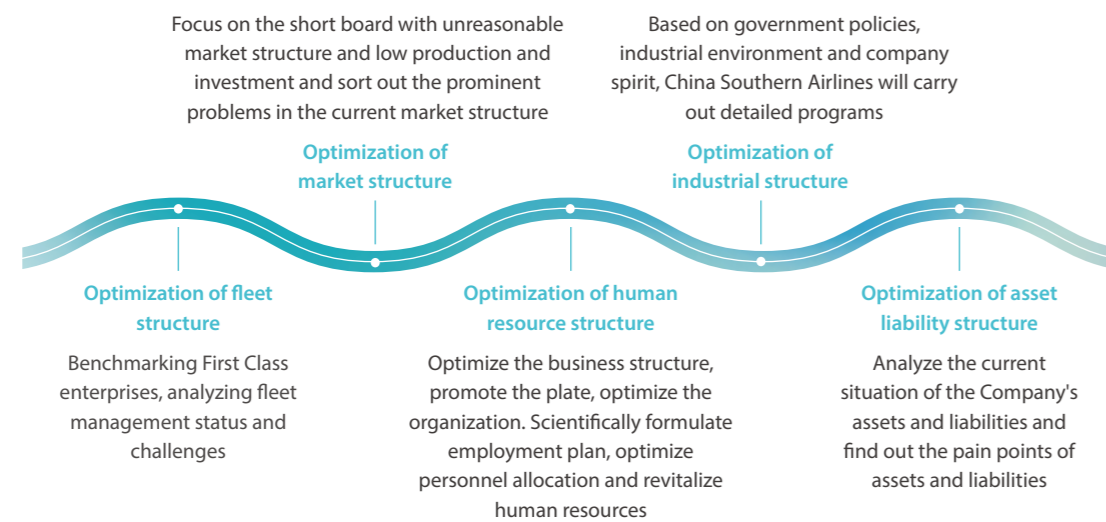 Focus on the short board with unreasonable
market structure and low production and
investment and sort out the prominent
problems in the current market structure
Optimization of
market structure
Based on government policies,
industrial environment and company
spirit, China Southern Airlines will carry
out detailed programs
Optimization of
industrial structure
Optimization of fleet
structure
Benchmarking First Class
enterprises, analyzing fleet
management status and
challenges
Optimization of human
resource structure
Optimize the business structure,
promote the plate, optimize the
organization. Scientifically formulate
employment plan, optimize
personnel allocation and revitalize
human resources
Optimization of asset
liability structure
Analyze the current
situation of the Company's
assets and liabilities and
find out the pain points of
assets and liabilities